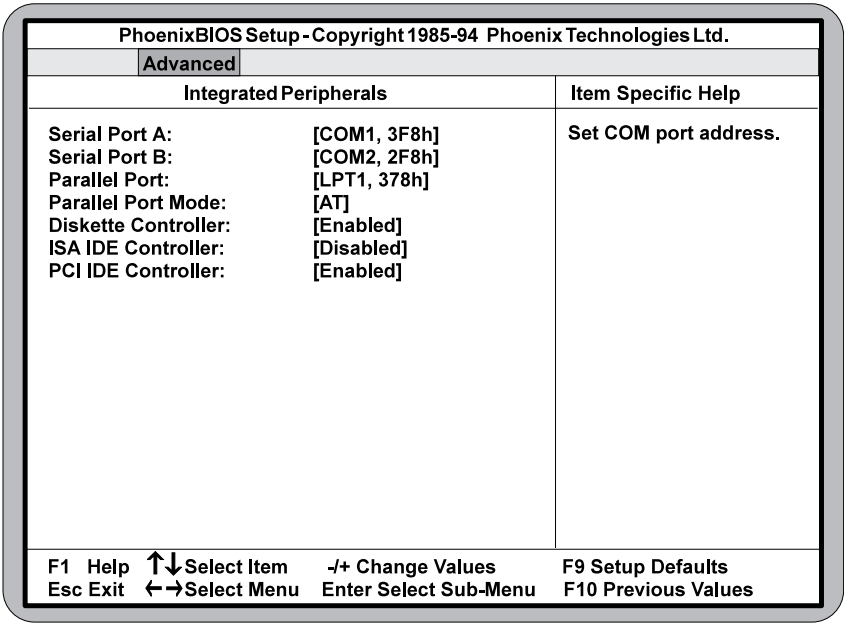 PhoenixBIOS Setup - Copyright 1985-94 Phoenix Technologies Ltd.
Advanced
Integrated Peripherals
Item Specific Help
Serial Port A: [COM1, 3F8h]
Set COM port address.
Serial Port B: [COM2, 2F8h]
Parallel Port: [LPT1, 378h]
Parallel Port Mode: [AT]
Diskette Controller: [Enabled]
ISA IDE Controller: [Disabled]
PCI IDE Controller: [Enabled]
F1 Help ↑↓Select Item -/+ Change Values F9 Setup Defaults
Esc Exit ←→Select Menu Enter Select Sub-Menu F10 Previous Values